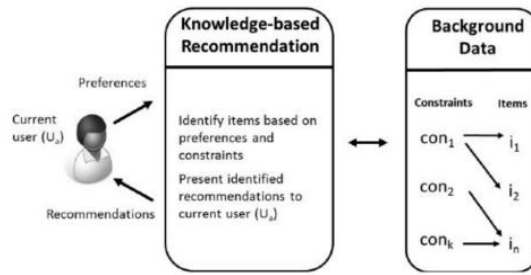 Knowledge-based
Recommendation
Preferences
Current
user (Uₐ)
Recommendations
Identify items based on
preferences and
constraints
Present identified
recommendations to
current user (Uₐ)
Background
Data
Constraints Items
con₁ i₁
con₂ i₂
conₖ iₙ